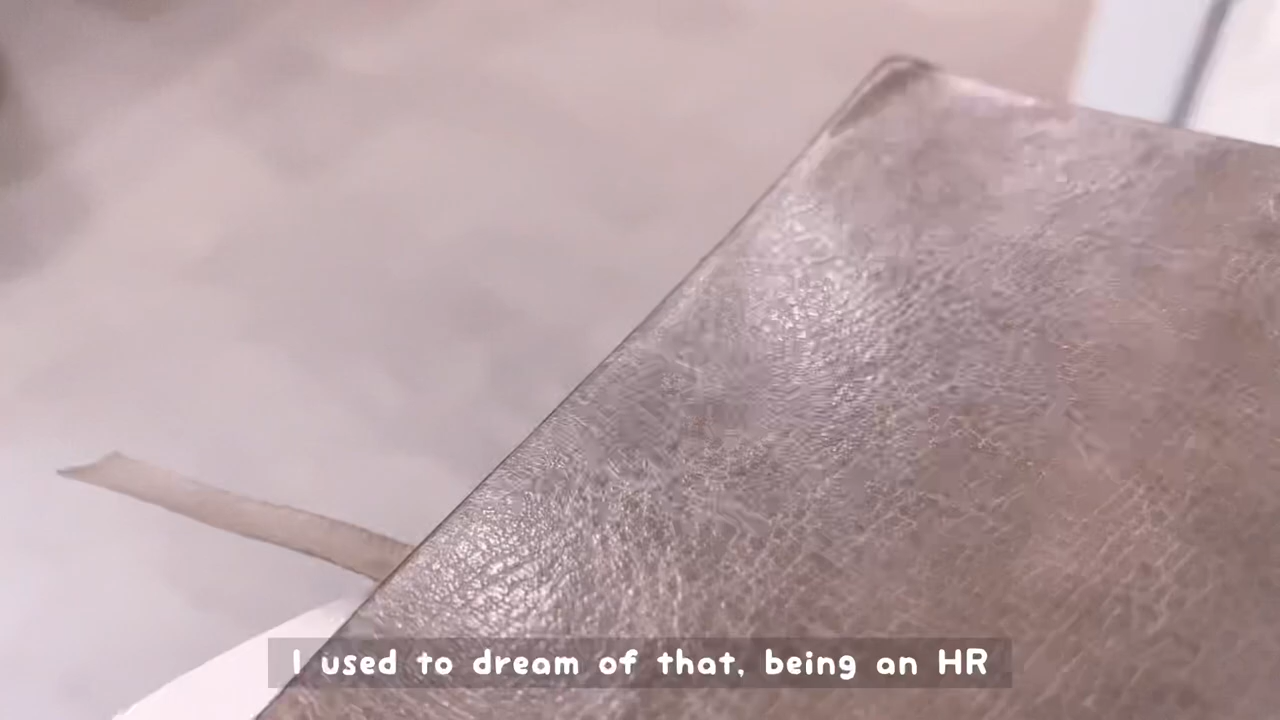 I used to dream of that, being an HR